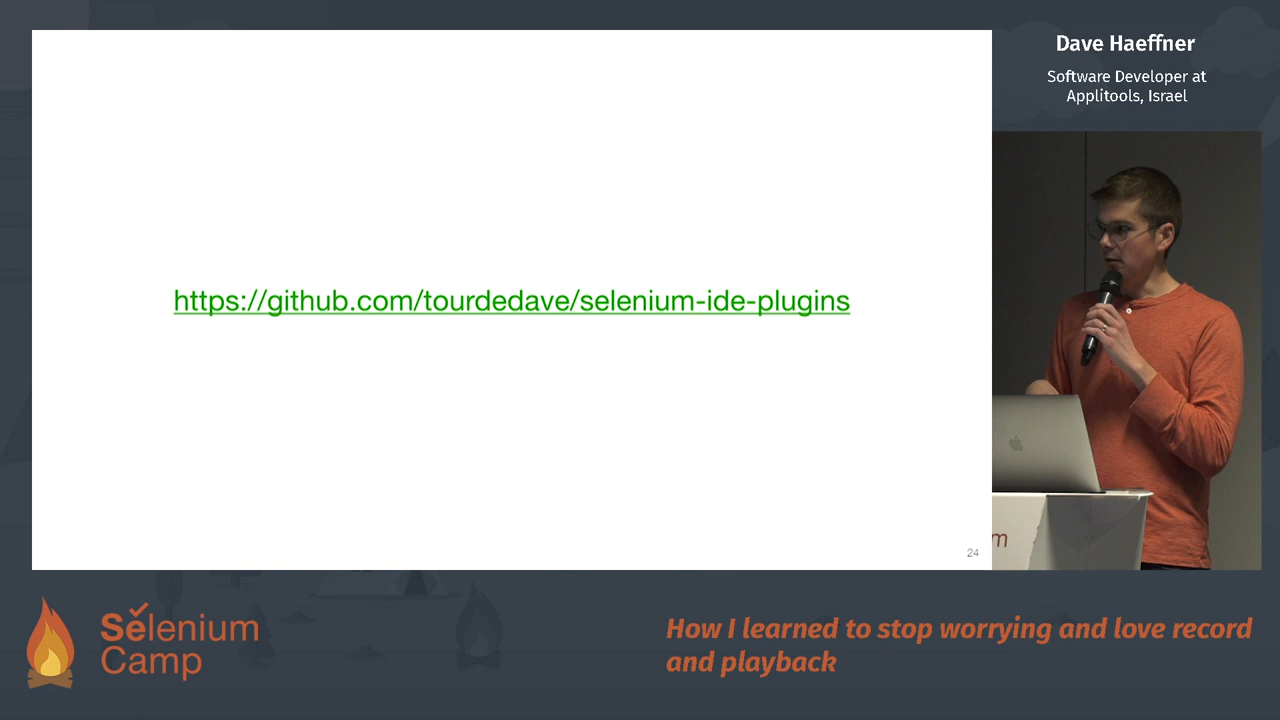 Dave Haeffner
Software Developer at
Applitools, Israel
https://github.com/tourdedave/selenium-ide-plugins
24
m
Selenium
Camp
How I learned to stop worrying and love record
and playback